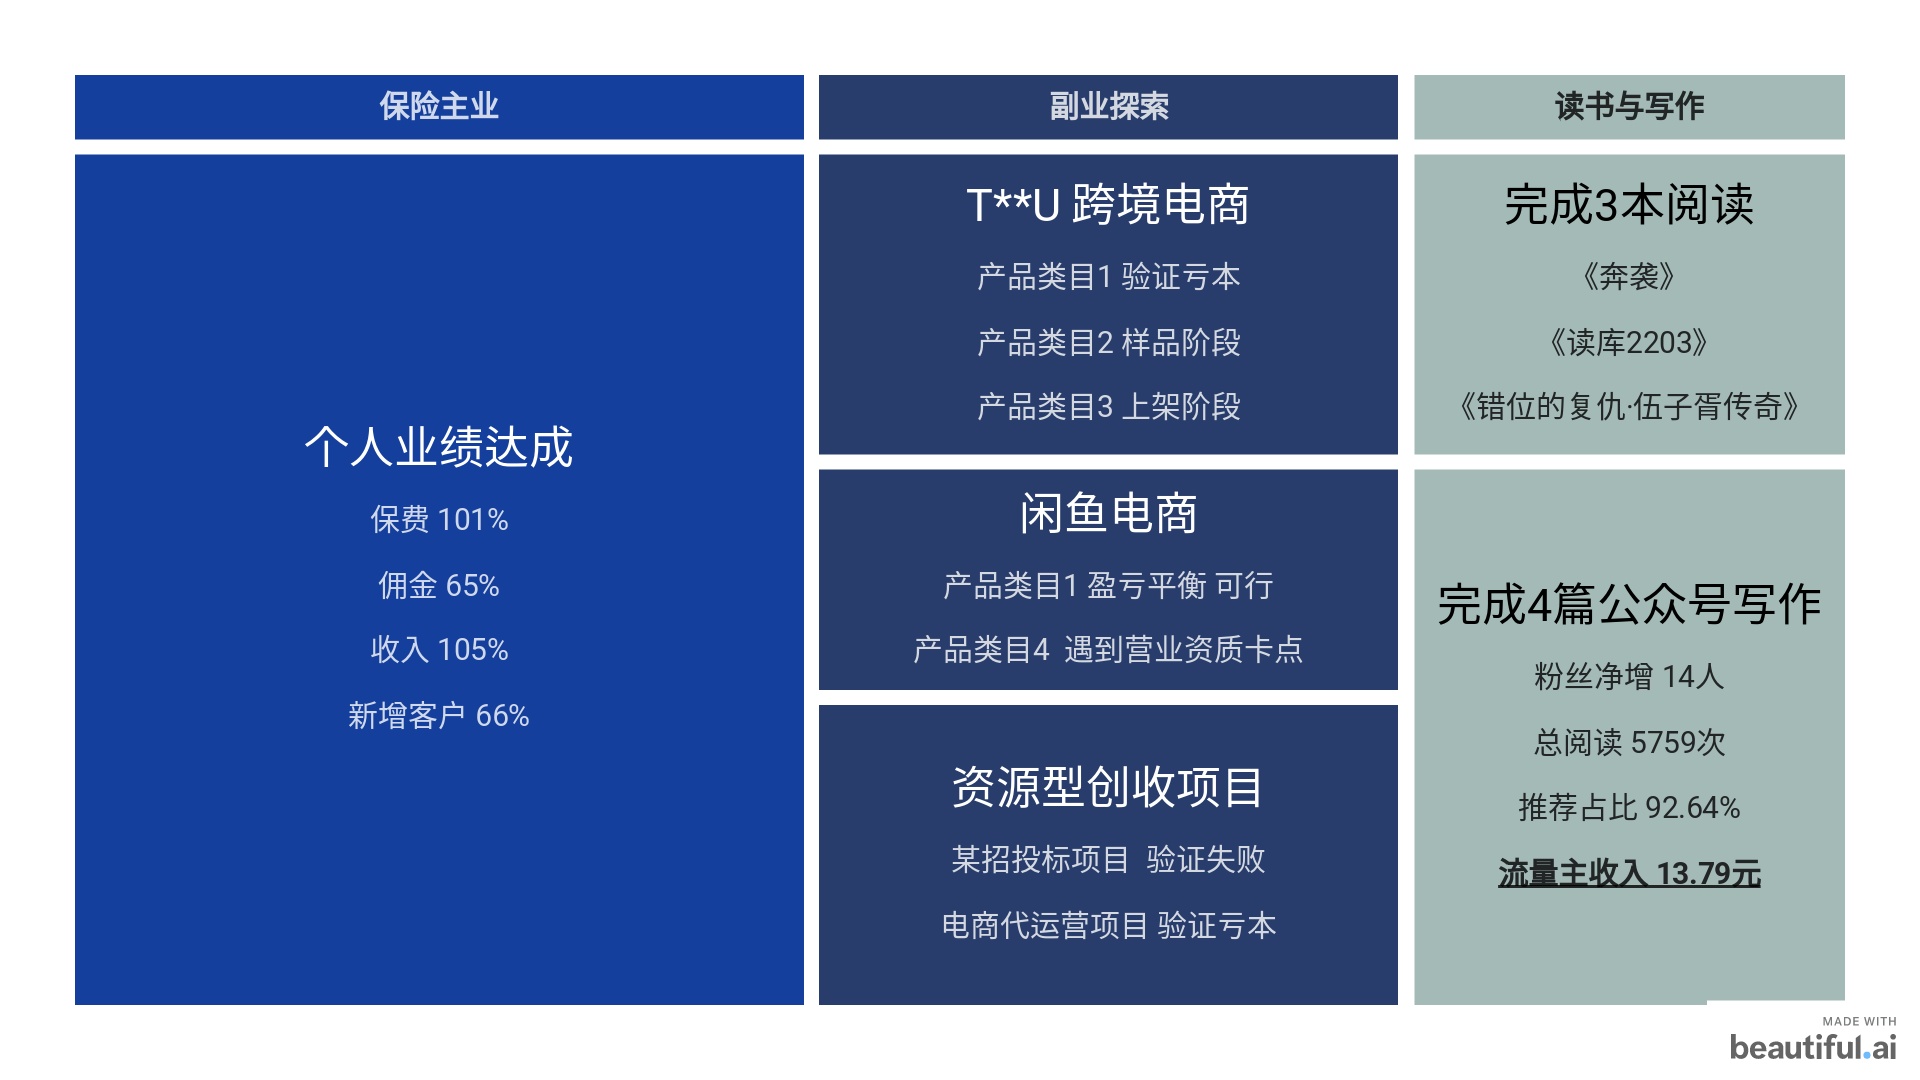 保险主业
个人业绩达成
保费 101%
佣金 65%
收入 105%
新增客户 66%
副业探索
T**U 跨境电商
产品类目1 验证亏本
产品类目2 样品阶段
产品类目3 上架阶段
闲鱼电商
产品类目1 盈亏平衡 可行
产品类目4 遇到营业资质卡点
资源型创收项目
某招投标项目 验证失败
电商代运营项目 验证亏本
读书与写作
完成3本阅读
《奔袭》
《读库2203》
《错位的复仇·伍子胥传奇》
完成4篇公众号写作
粉丝净增 14人
总阅读 5759次
推荐占比 92.64%
流量主收入 13.79元
MADE WITH
beautiful.ai